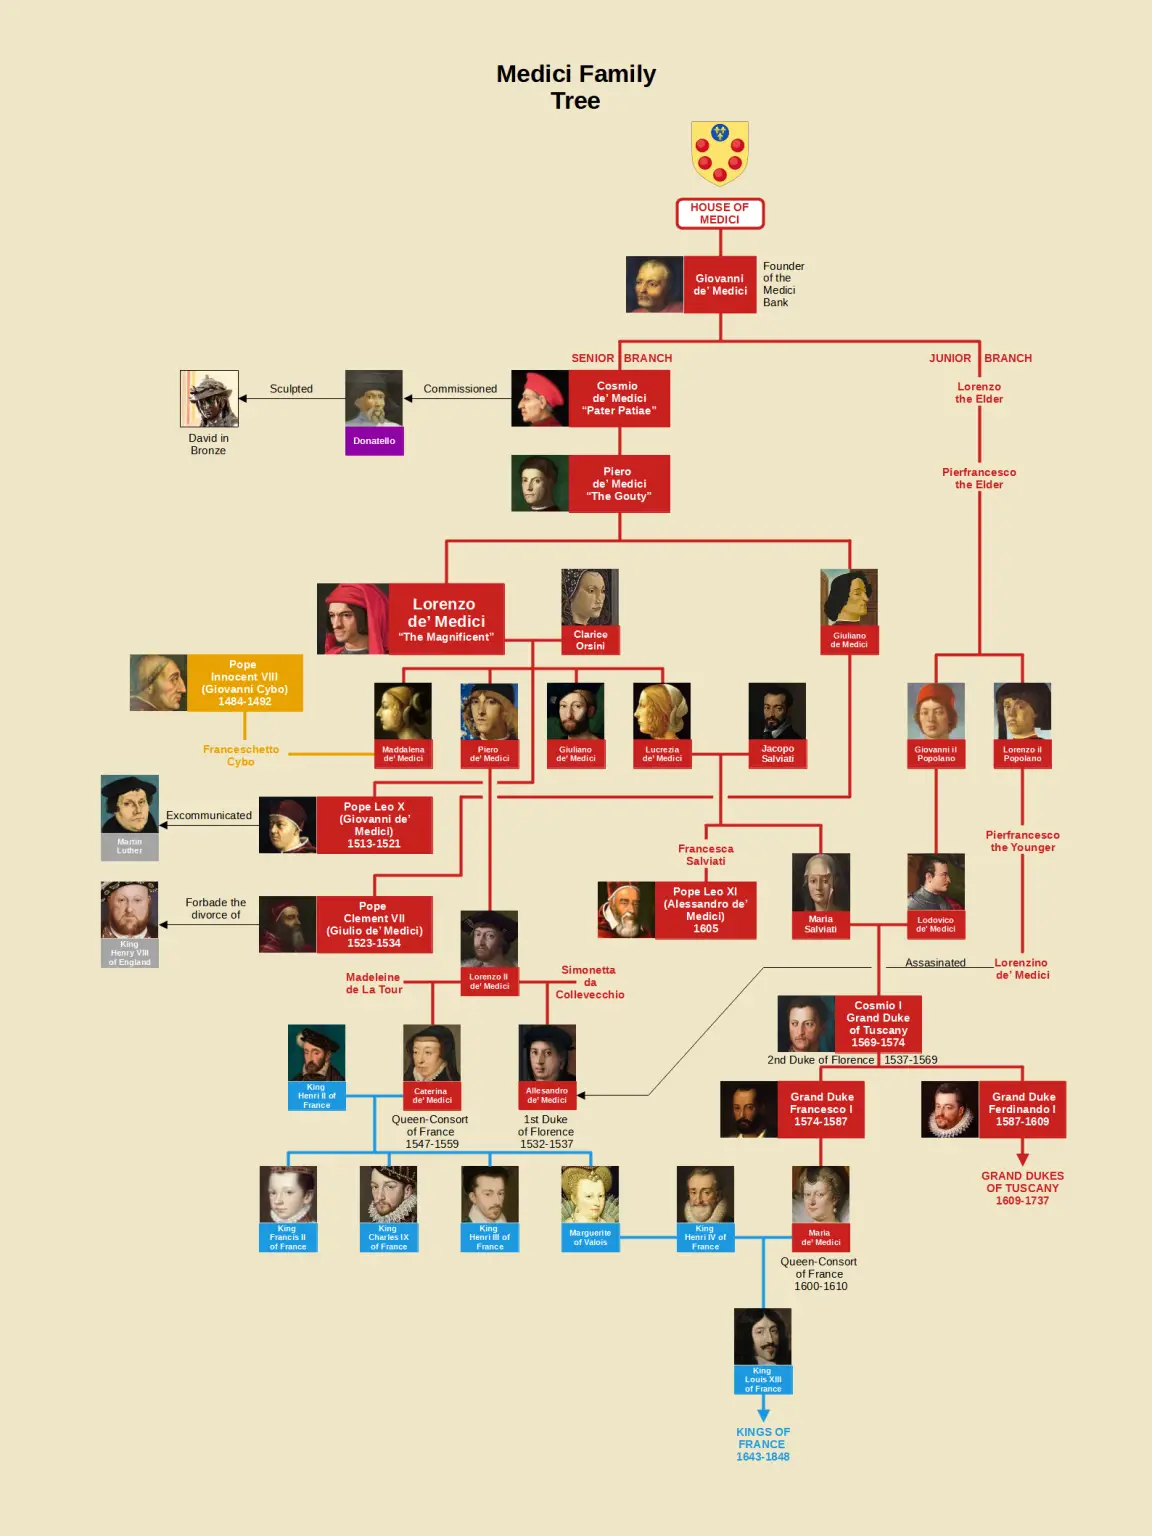 Medici Family
Tree
HOUSE OF
MEDICI
Giovanni
de' Medici
Founder
of the
Medici
Bank
SENIOR BRANCH
JUNIOR BRANCH
Sculpted
Commissioned
Cosmio
de' Medici
“Pater Patiae”
Lorenzo
the Elder
David in
Bronze
Donatello
Piero
de' Medici
“The Gouty”
Pierfrancesco
the Elder
Lorenzo
de’ Medici
“The Magnificent”
Clarice
Orsini
Giuliano
de Medici
Pope
Innocent VIII
(Giovanni Cybo)
1484-1492
Franceschetto
Cybo
Maddalena
de’ Medici
Piero
de’ Medici
Giuliano
de’ Medici
Lucrezia
de’ Medici
Jacopo
Salviati
Giovanni il
Popolano
Lorenzo il
Popolano
Excommunicated
Martin
Luther
Pope Leo X
(Giovanni de’
Medici)
1513-1521
Francesca
Salviati
Pierfrancesco
the Younger
Forbade the
divorce of
King
Henry VIII
of England
Pope
Clement VII
(Giulio de’ Medici)
1523-1534
Pope Leo XI
(Alessandro de’
Medici)
1605
Maria
Salviati
Lodovico
de’ Medici
Madeleine
de La Tour
Lorenzo II
de’ Medici
Simonetta
da
Collevecchio
Assasinated
Lorenzino
de’ Medici
Cosmio I
Grand Duke
of Tuscany
1569-1574
2nd Duke of Florence 1537-1569
King
Henri II of
France
Caterina
de’ Medici
Allesandro
de’ Medici
Grand Duke
Francesco I
1574-1587
Grand Duke
Ferdinando I
1587-1609
Queen-Consort
of France
1547-1559
1st Duke
of Florence
1532-1537
GRAND DUKES
OF TUSCANY
1609-1737
King
Francis II
of France
King
Charles IX
of France
King
Henri III of
France
Marguerite
of Valois
King
Henri IV of
France
Maria
de’ Medici
Queen-Consort
of France
1600-1610
King
Louis XIII
of France
KINGS OF
FRANCE
1643-1848